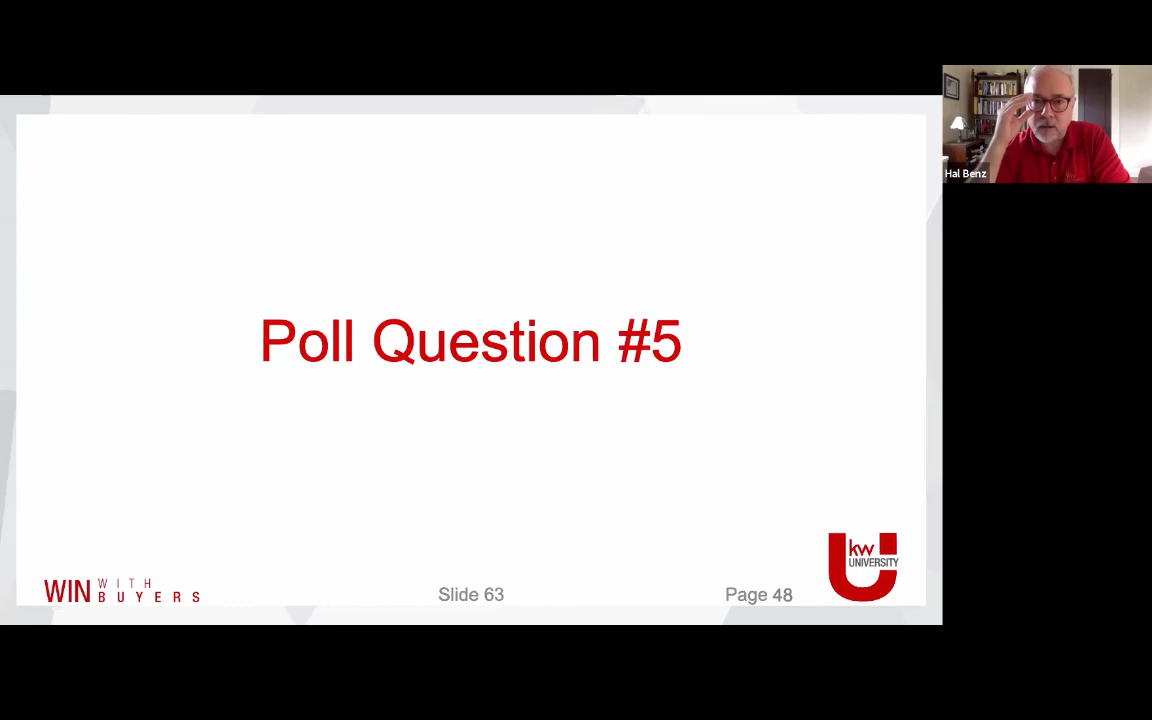 Hal Benz
Poll Question #5
WIN WITH BUYERS
Slide 63
Page 48
kw
UNIVERSITY